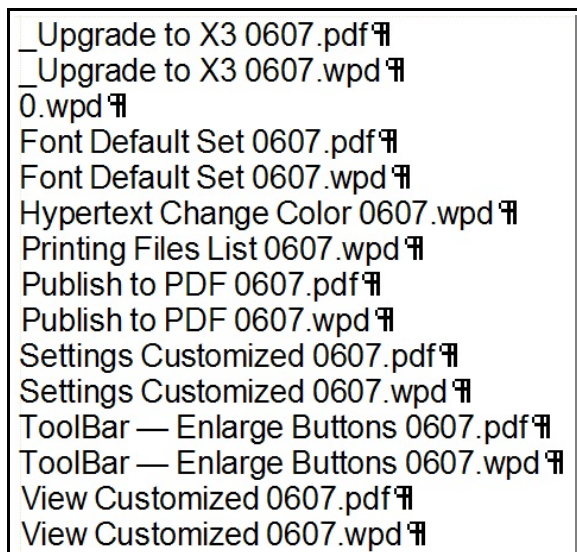 _Upgrade to X3 0607.pdf¶
_Upgrade to X3 0607.wpd¶
0.wpd¶
Font Default Set 0607.pdf¶
Font Default Set 0607.wpd¶
Hypertext Change Color 0607.wpd¶
Printing Files List 0607.wpd¶
Publish to PDF 0607.pdf¶
Publish to PDF 0607.wpd¶
Settings Customized 0607.pdf¶
Settings Customized 0607.wpd¶
ToolBar — Enlarge Buttons 0607.pdf¶
ToolBar — Enlarge Buttons 0607.wpd¶
View Customized 0607.pdf¶
View Customized 0607.wpd¶